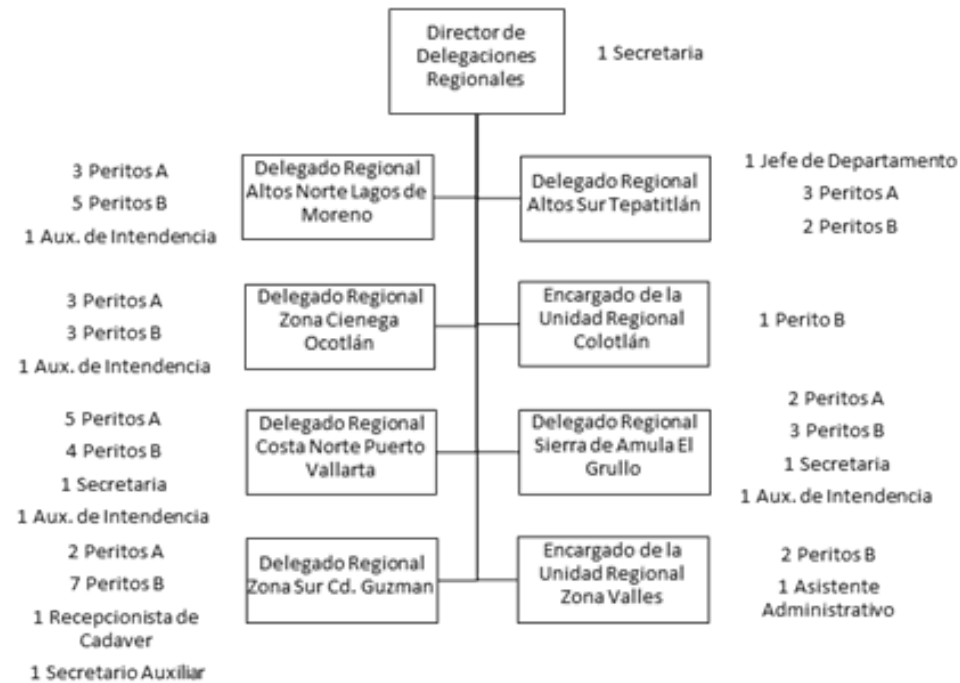 Director de
Delegaciones
Regionales
1 Secretaria
3 Peritos A
5 Peritos B
1 Aux. de Intendencia
Delegado Regional
Altos Norte Lagos de
Moreno
Delegado Regional
Altos Sur Tepatitlán
1 Jefe de Departamento
3 Peritos A
2 Peritos B
3 Peritos A
3 Peritos B
1 Aux. de Intendencia
Delegado Regional
Zona Cienega
Ocotlán
Encargado de la
Unidad Regional
Colotlán
1 Perito B
5 Peritos A
4 Peritos B
1 Secretaria
1 Aux. de Intendencia
Delegado Regional
Costa Norte Puerto
Vallarta
Delegado Regional
Sierra de Amula El
Grullo
2 Peritos A
3 Peritos B
1 Secretaria
1 Aux. de Intendencia
2 Peritos A
7 Peritos B
1 Recepcionista de
Cadaver
1 Secretario Auxiliar
Delegado Regional
Zona Sur Cd. Guzman
Encargado de la
Unidad Regional
Zona Valles
2 Peritos B
1 Asistente
Administrativo